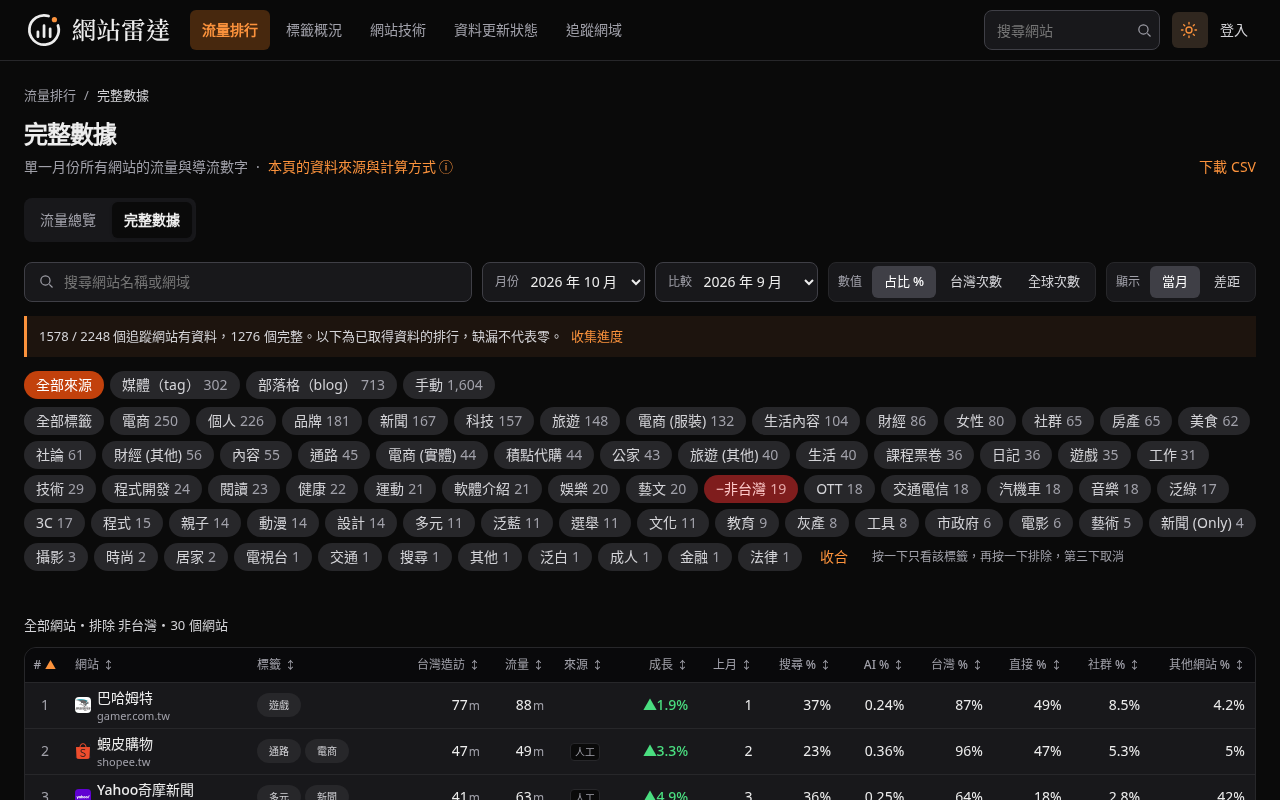 網站雷達 流量排行 標籤概況 網站技術 資料更新狀態 追蹤網域 搜尋網站 登入
流量排行 / 完整數據
完整數據
單一月份所有網站的流量與導流數字 · 本頁的資料來源與計算方式 ⓘ 下載 CSV
流量總覽 完整數據
搜尋網站名稱或網域 月份 2026 年 10 月 比較 2026 年 9 月 數值 占比 % 台灣次數 全球次數 顯示 當月 差距
1578 / 2248 個追蹤網站有資料，1276 個完整。以下為已取得資料的排行，缺漏不代表零。 收集進度
全部來源 媒體（tag） 302 部落格（blog） 713 手動 1,604
全部標籤 電商 250 個人 226 品牌 181 新聞 167 科技 157 旅遊 148 電商 (服裝) 132 生活內容 104 財經 86 女性 80 社群 65 房產 65 美食 62
社論 61 財經 (其他) 56 內容 55 通路 45 電商 (實體) 44 積點代購 44 公家 43 旅遊 (其他) 40 生活 40 課程票卷 36 日記 36 遊戲 35 工作 31
技術 29 程式開發 24 閱讀 23 健康 22 運動 21 軟體介紹 21 娛樂 20 藝文 20 −非台灣 19 OTT 18 交通電信 18 汽機車 18 音樂 18 泛綠 17
3C 17 程式 15 親子 14 動漫 14 設計 14 多元 11 泛藍 11 選舉 11 文化 11 教育 9 灰產 8 工具 8 市政府 6 電影 6 藝術 5 新聞 (Only) 4
攝影 3 時尚 2 居家 2 電視台 1 交通 1 搜尋 1 其他 1 泛白 1 成人 1 金融 1 法律 1 收合 按一下只看該標籤，再按一下排除，第三下取消
全部網站・排除 非台灣・30 個網站
# ▲ 網站 ↕ 標籤 ↕ 台灣造訪 ↕ 流量 ↕ 來源 ↕ 成長 ↕ 上月 ↕ 搜尋 % ↕ AI % ↕ 台灣 % ↕ 直接 % ↕ 社群 % ↕ 其他網站 % ↕
1 巴哈姆特 遊戲 77m 88m ▲1.9% 1 37% 0.24% 87% 49% 8.5% 4.2%
gamer.com.tw
2 蝦皮購物 通路 電商 47m 49m 人工 ▲3.3% 2 23% 0.36% 96% 47% 5.3% 5%
shopee.tw
3 Yahoo奇摩新聞 多元 新聞 41m 63m 人工 ▲4.9% 3 36% 0.25% 64% 18% 2.8% 42%